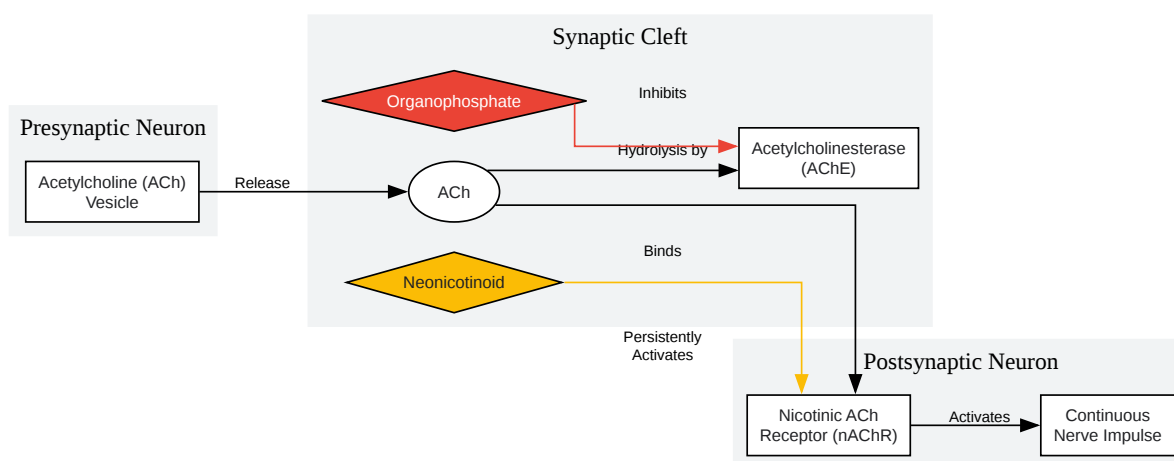 Synaptic Cleft
Organophosphate
Inhibits
Presynaptic Neuron
Hydrolysis by
Acetylcholinesterase
(AChE)
Acetylcholine (ACh)
Vesicle
Release
ACh
Binds
Neonicotinoid
Persistently
Activates
Postsynaptic Neuron
Nicotinic ACh
Receptor (nAChR)
Activates
Continuous
Nerve Impulse